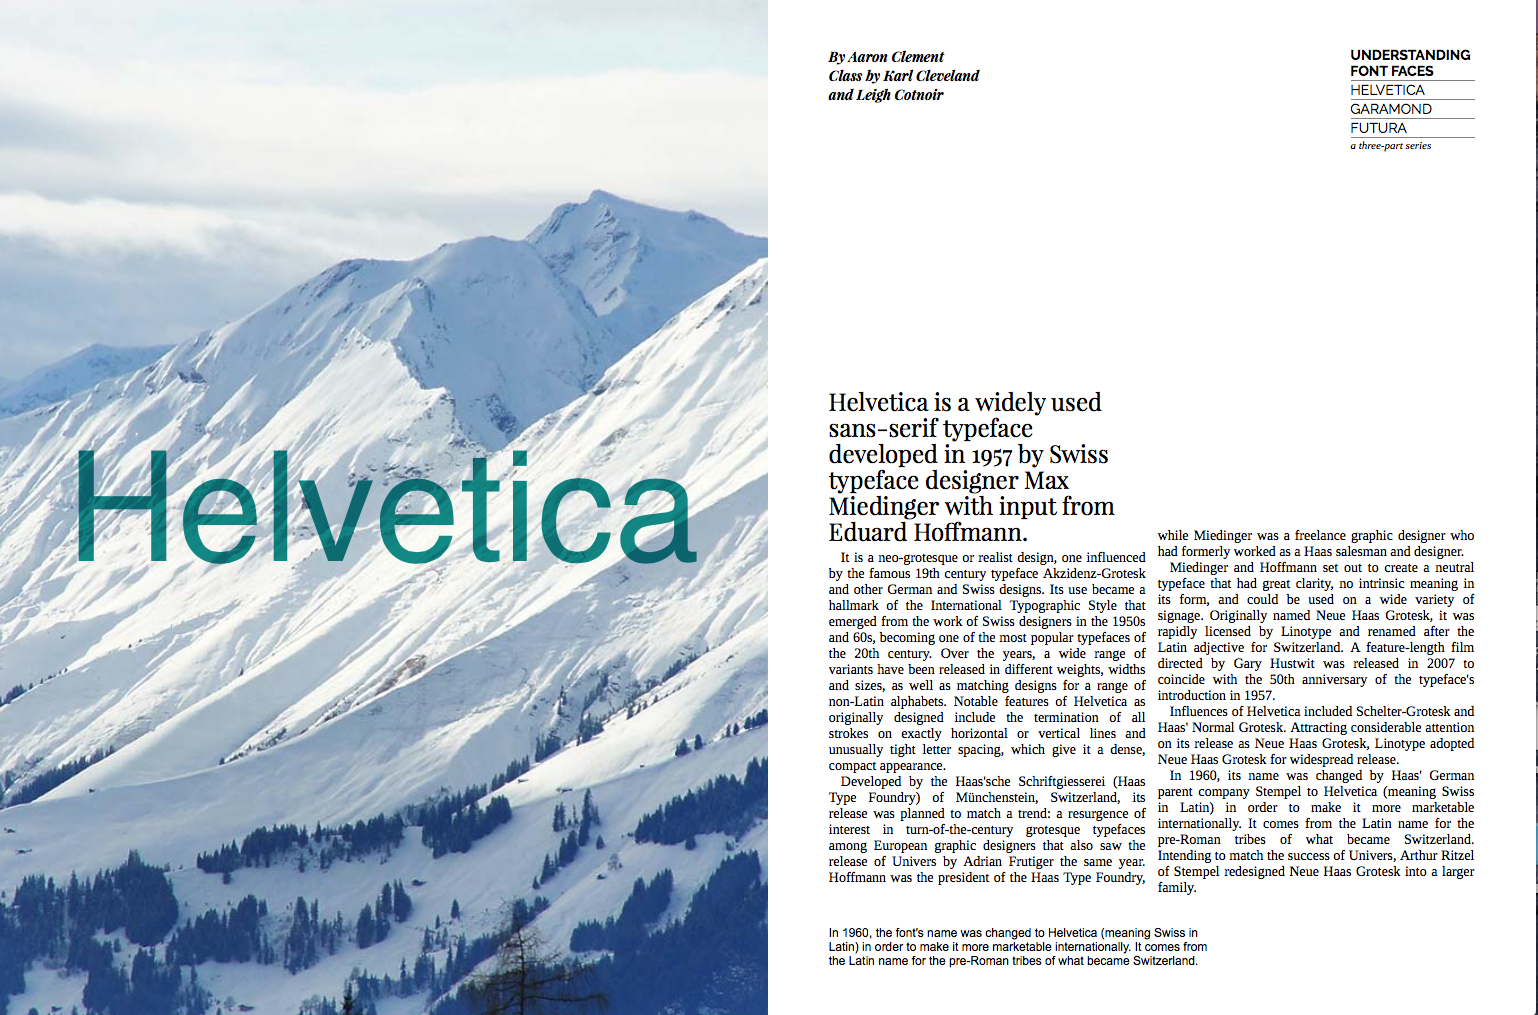 Helvetica
By Aaron Clement
Class by Karl Cleveland
and Leigh Cotnoir
UNDERSTANDING
FONT FACES
HELVETICA
GARAMOND
FUTURA
a three-part series
Helvetica is a widely used
sans-serif typeface
developed in 1957 by Swiss
typeface designer Max
Miedinger with input from
Eduard Hoffmann.
It is a neo-grotesque or realist design, one influenced
by the famous 19th century typeface Akzidenz-Grotesk
and other German and Swiss designs. Its use became a
hallmark of the International Typographic Style that
emerged from the work of Swiss designers in the 1950s
and 60s, becoming one of the most popular typefaces of
the 20th century. Over the years, a wide range of
variants have been released in different weights, widths
and sizes, as well as matching designs for a range of
non-Latin alphabets. Notable features of Helvetica as
originally designed include the termination of all
strokes on exactly horizontal or vertical lines and
unusually tight letter spacing, which give it a dense,
compact appearance.
Developed by the Haas'sche Schriftgiesserei (Haas
Type Foundry) of Münchenstein, Switzerland, its
release was planned to match a trend: a resurgence of
interest in turn-of-the-century grotesque typefaces
among European graphic designers that also saw the
release of Univers by Adrian Frutiger the same year.
Hoffmann was the president of the Haas Type Foundry,
while Miedinger was a freelance graphic designer who
had formerly worked as a Haas salesman and designer.
Miedinger and Hoffmann set out to create a neutral
typeface that had great clarity, no intrinsic meaning in
its form, and could be used on a wide variety of
signage. Originally named Neue Haas Grotesk, it was
rapidly licensed by Linotype and renamed after the
Latin adjective for Switzerland. A feature-length film
directed by Gary Hustwit was released in 2007 to
coincide with the 50th anniversary of the typeface's
introduction in 1957.
Influences of Helvetica included Schelter-Grotesk and
Haas' Normal Grotesk. Attracting considerable attention
on its release as Neue Haas Grotesk, Linotype adopted
Neue Haas Grotesk for widespread release.
In 1960, its name was changed by Haas' German
parent company Stempel to Helvetica (meaning Swiss
in Latin) in order to make it more marketable
internationally. It comes from the Latin name for the
pre-Roman tribes of what became Switzerland.
Intending to match the success of Univers, Arthur Ritzel
of Stempel redesigned Neue Haas Grotesk into a larger
family.
In 1960, the font's name was changed to Helvetica (meaning Swiss in
Latin) in order to make it more marketable internationally. It comes from
the Latin name for the pre-Roman tribes of what became Switzerland.